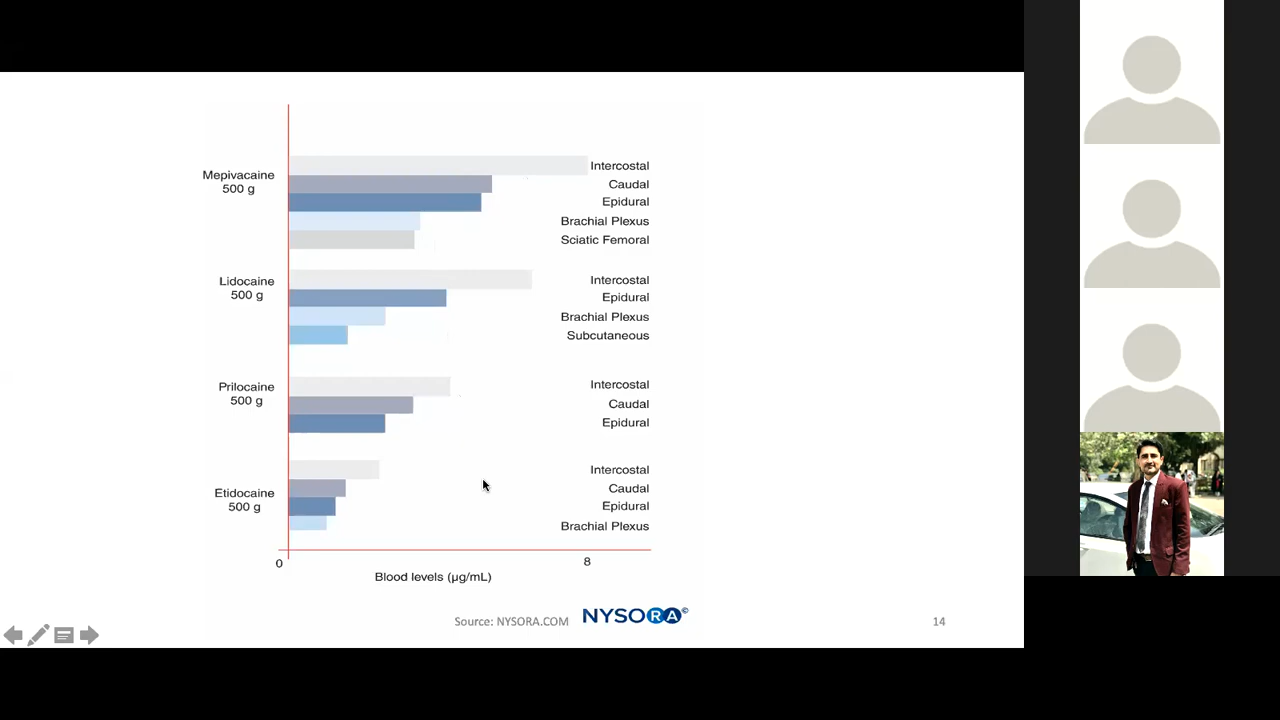 Intercostal
Mepivacaine
500 g
Caudal
Epidural
Brachial Plexus
Sciatic Femoral
Lidocaine
500 g
Intercostal
Epidural
Brachial Plexus
Subcutaneous
Prilocaine
500 g
Intercostal
Caudal
Epidural
Etidocaine
500 g
Intercostal
Caudal
Epidural
Brachial Plexus
0
8
Blood levels (µg/mL)
Source: NYSORA.COM
NYSORA©
14